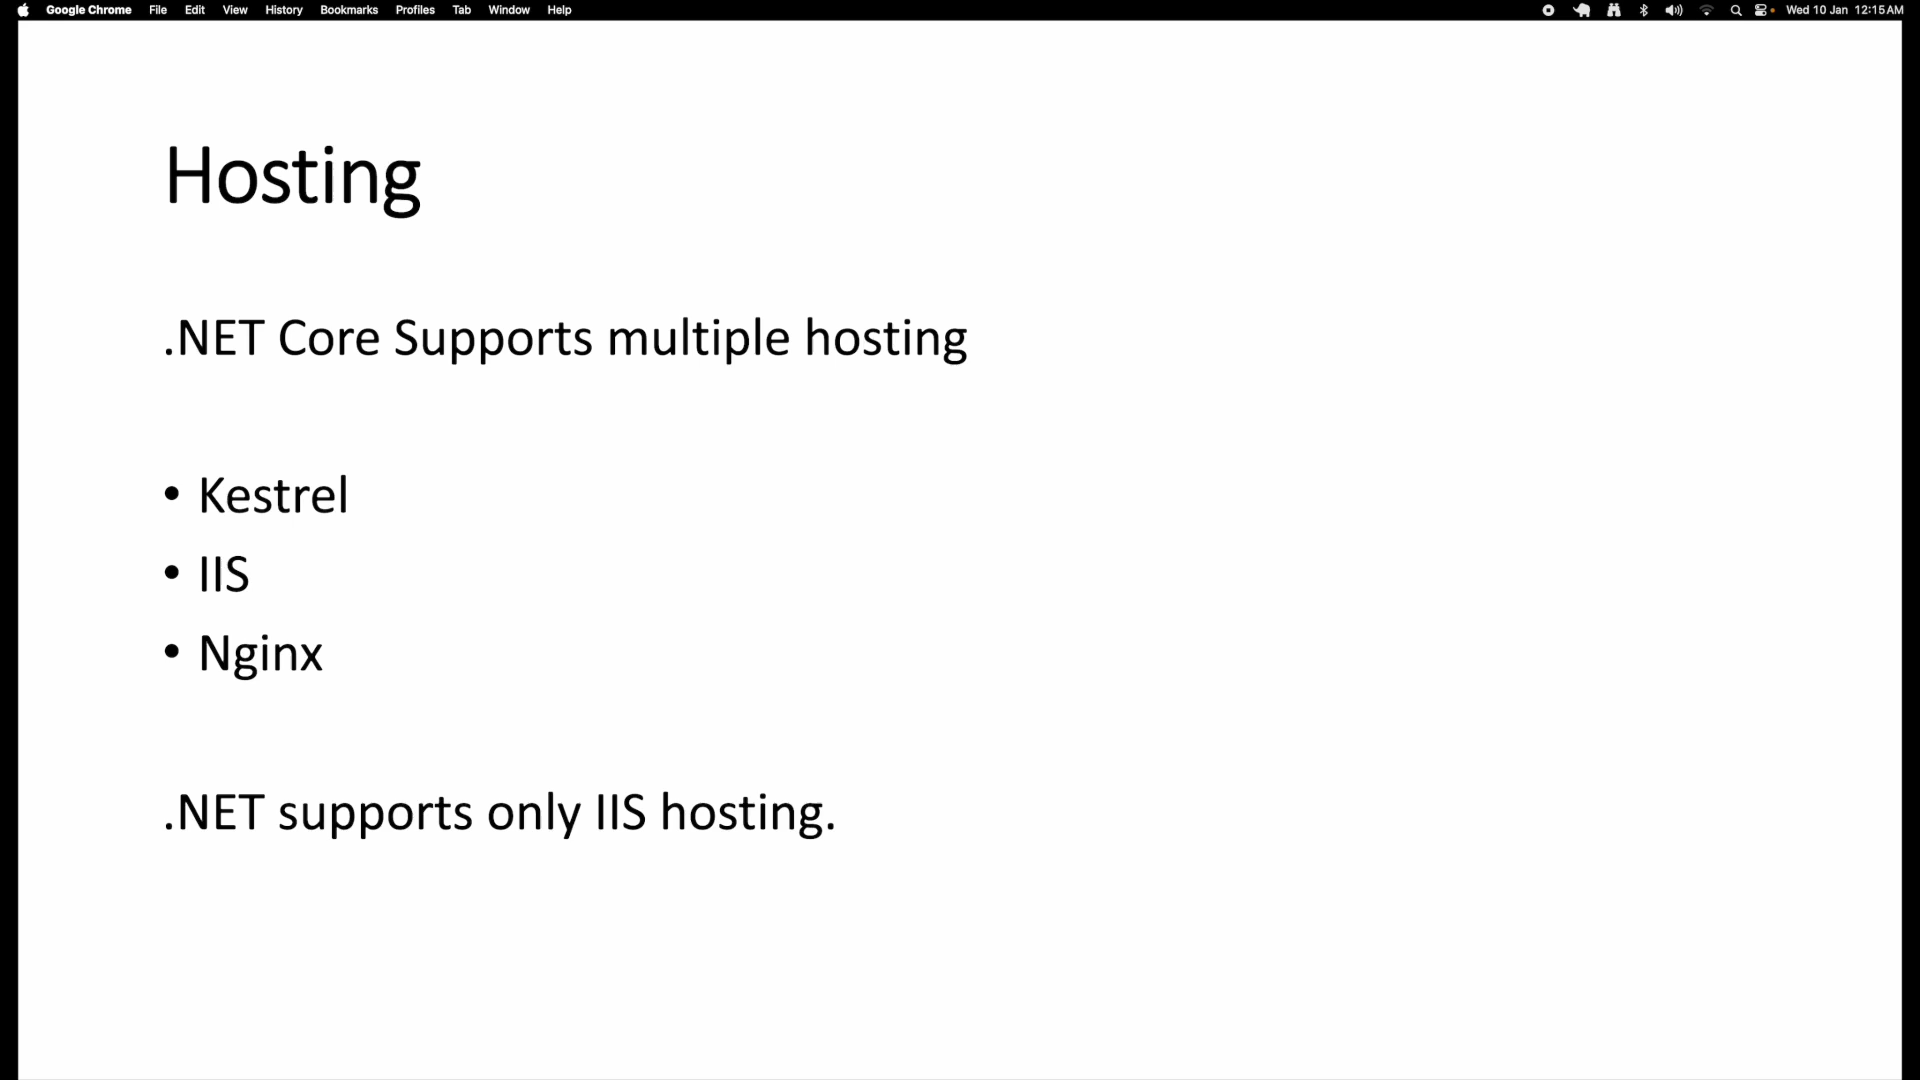 Google Chrome File Edit View History Bookmarks Profiles Tab Window Help Wed 10 Jan 12:15 AM
Hosting
.NET Core Supports multiple hosting
• Kestrel
• IIS
• Nginx
.NET supports only IIS hosting.